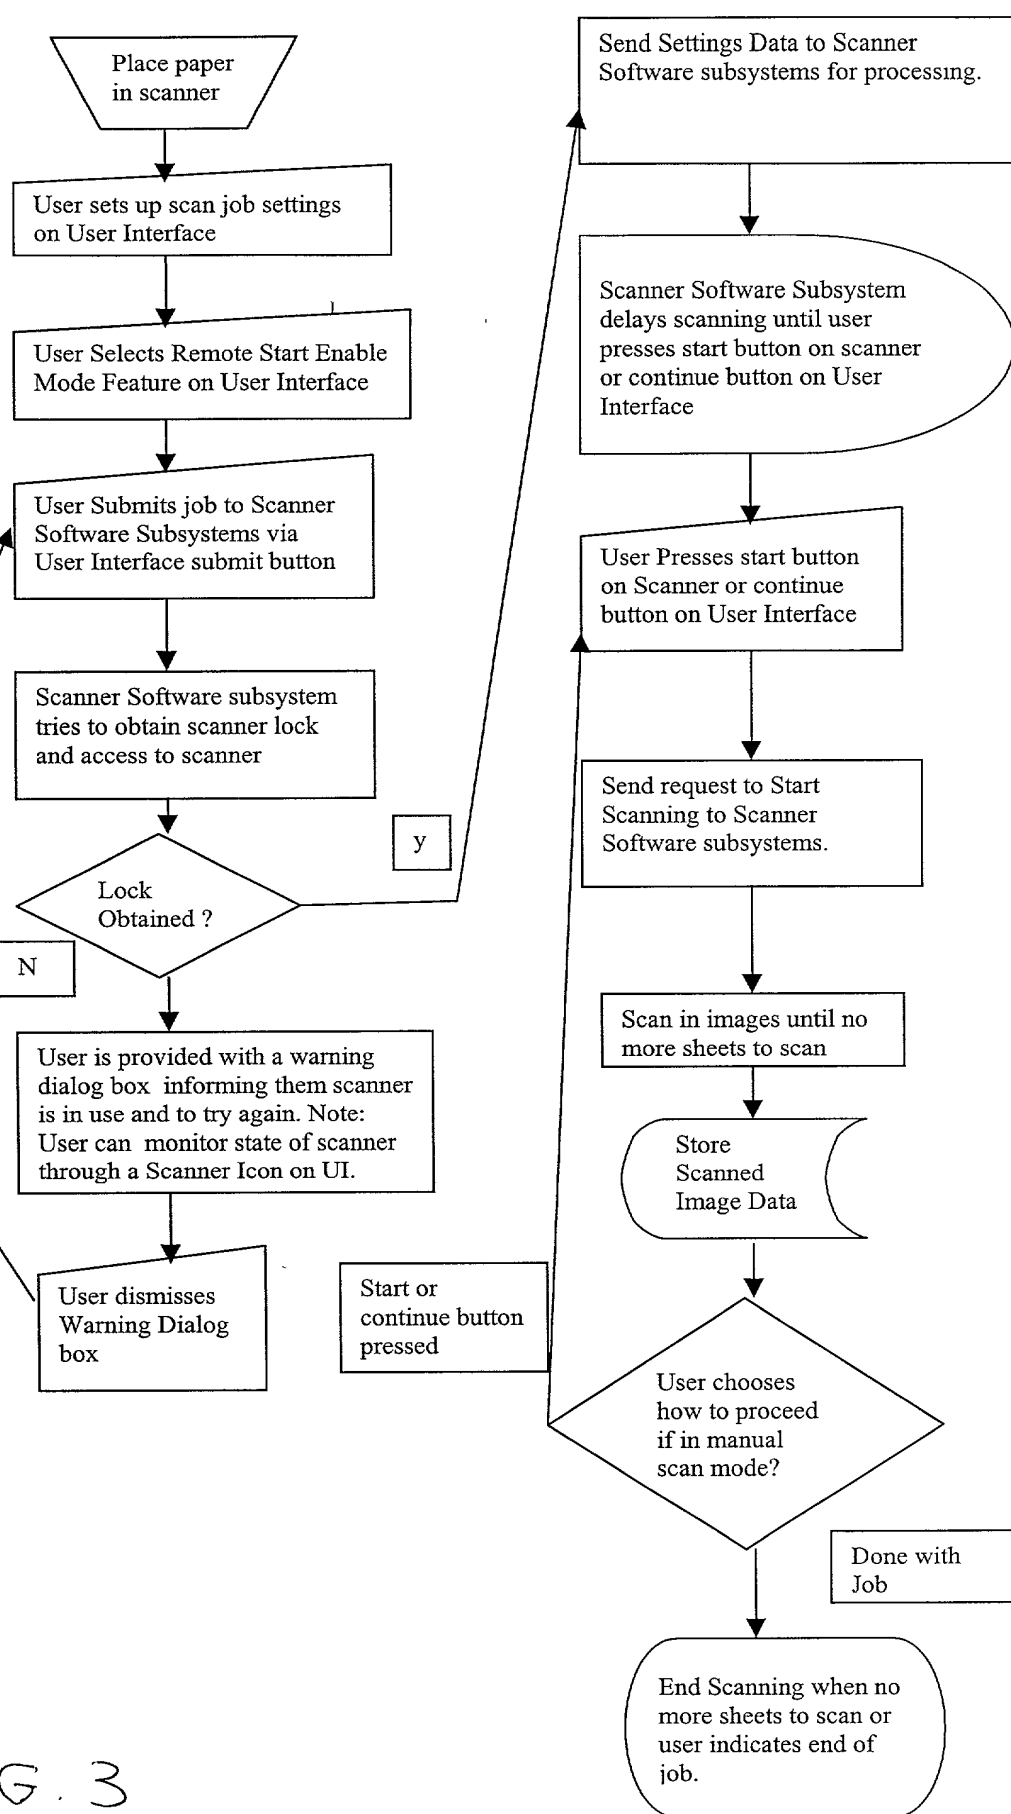 Place paper
in scanner
User sets up scan job settings
on User Interface
User Selects Remote Start Enable
Mode Feature on User Interface
User Submits job to Scanner
Software Subsystems via
User Interface submit button
Scanner Software subsystem
tries to obtain scanner lock
and access to scanner
y
Lock
Obtained ?
N
User is provided with a warning
dialog box informing them scanner
is in use and to try again. Note:
User can monitor state of scanner
through a Scanner Icon on UI.
User dismisses
Warning Dialog
box
Send Settings Data to Scanner
Software subsystems for processing.
Scanner Software Subsystem
delays scanning until user
presses start button on scanner
or continue button on User
Interface
User Presses start button
on Scanner or continue
button on User Interface
Send request to Start
Scanning to Scanner
Software subsystems.
Scan in images until no
more sheets to scan
Store
Scanned
Image Data
Start or
continue button
pressed
User chooses
how to proceed
if in manual
scan mode?
Done with
Job
End Scanning when no
more sheets to scan or
user indicates end of
job.
G. 3